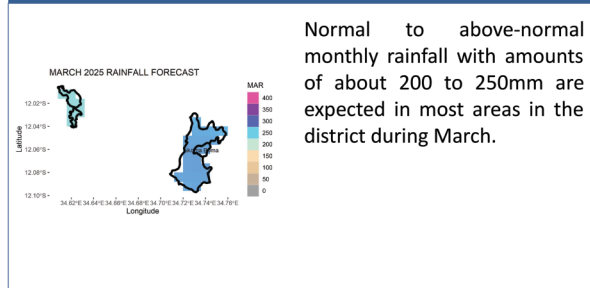 Normal to above-normal
monthly rainfall with amounts
of about 200 to 250mm are
expected in most areas in the
district during March.
MARCH 2025 RAINFALL FORECAST
MAR
400
350
300
250
200
150
100
50
0
Latitude
12.02°S
12.04°S
12.06°S
12.08°S
12.10°S
34.62°E 34.64°E 34.66°E 34.68°E 34.70°E 34.72°E 34.74°E 34.76°E
Longitude